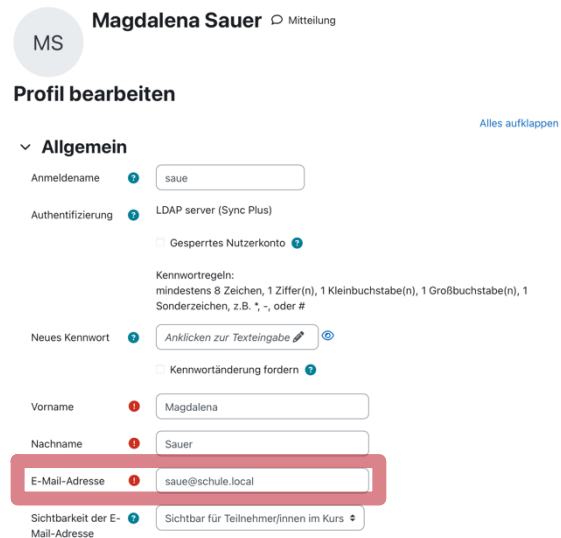 MS
Magdalena Sauer Mitteilung
Profil bearbeiten
Alles aufklappen
Allgemein
Anmeldename ? saue
Authentifizierung ? LDAP server (Sync Plus)
Gesperrtes Nutzerkonto ?
Kennwortregeln:
mindestens 8 Zeichen, 1 Ziffer(n), 1 Kleinbuchstabe(n), 1 Großbuchstabe(n), 1
Sonderzeichen, z.B. *, -, oder #
Neues Kennwort ? Anklicken zur Texteingabe
Kennwortänderung fordern ?
Vorname ! Magdalena
Nachname ! Sauer
E-Mail-Adresse ! saue@schule.local
Sichtbarkeit der E- ? Sichtbar für Teilnehmer/innen im Kurs
Mail-Adresse